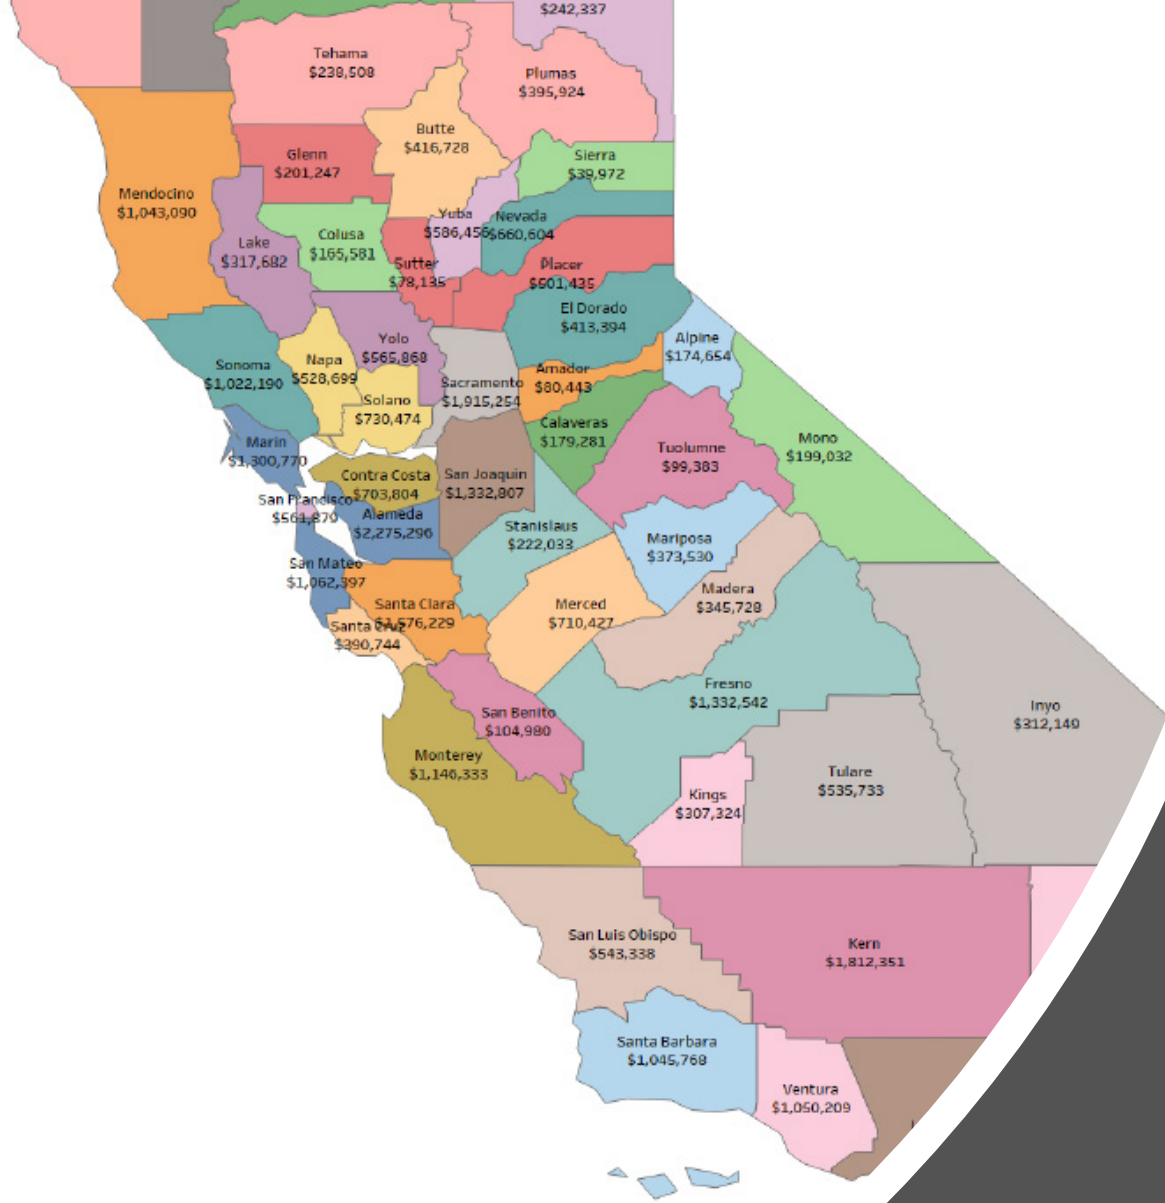 $242,337
Tehama
$238,508
Plumas
$395,924
Butte
$416,728
Glenn
$201,247
Sierra
$39,972
Mendocino
$1,043,090
Yuba
$586,456
Nevada
$660,604
Lake
$317,682
Colusa
$165,581
Sutter
$78,135
Placer
$601,435
El Dorado
$413,394
Alpine
$174,654
Yolo
$565,868
Napa
$528,699
Sonoma
$1,022,190
Amador
$80,443
Sacramento
$1,915,254
Solano
$730,474
Calaveras
$179,281
Mono
$199,032
Marin
$1,300,770
Tuolumne
$99,383
Contra Costa
$703,804
San Joaquin
$1,332,807
San Francisco
$561,879
Alameda
$2,275,296
Stanislaus
$222,033
Mariposa
$373,530
San Mateo
$1,062,397
Madera
$345,728
Santa Clara
Merced
$710,427
Santa Cruz
$390,744
Fresno
$1,332,542
San Benito
$104,980
Inyo
$312,149
Monterey
$1,146,333
Tulare
$535,733
Kings
$307,324
San Luis Obispo
$543,338
Kern
$1,812,351
Santa Barbara
$1,045,768
Ventura
$1,050,209